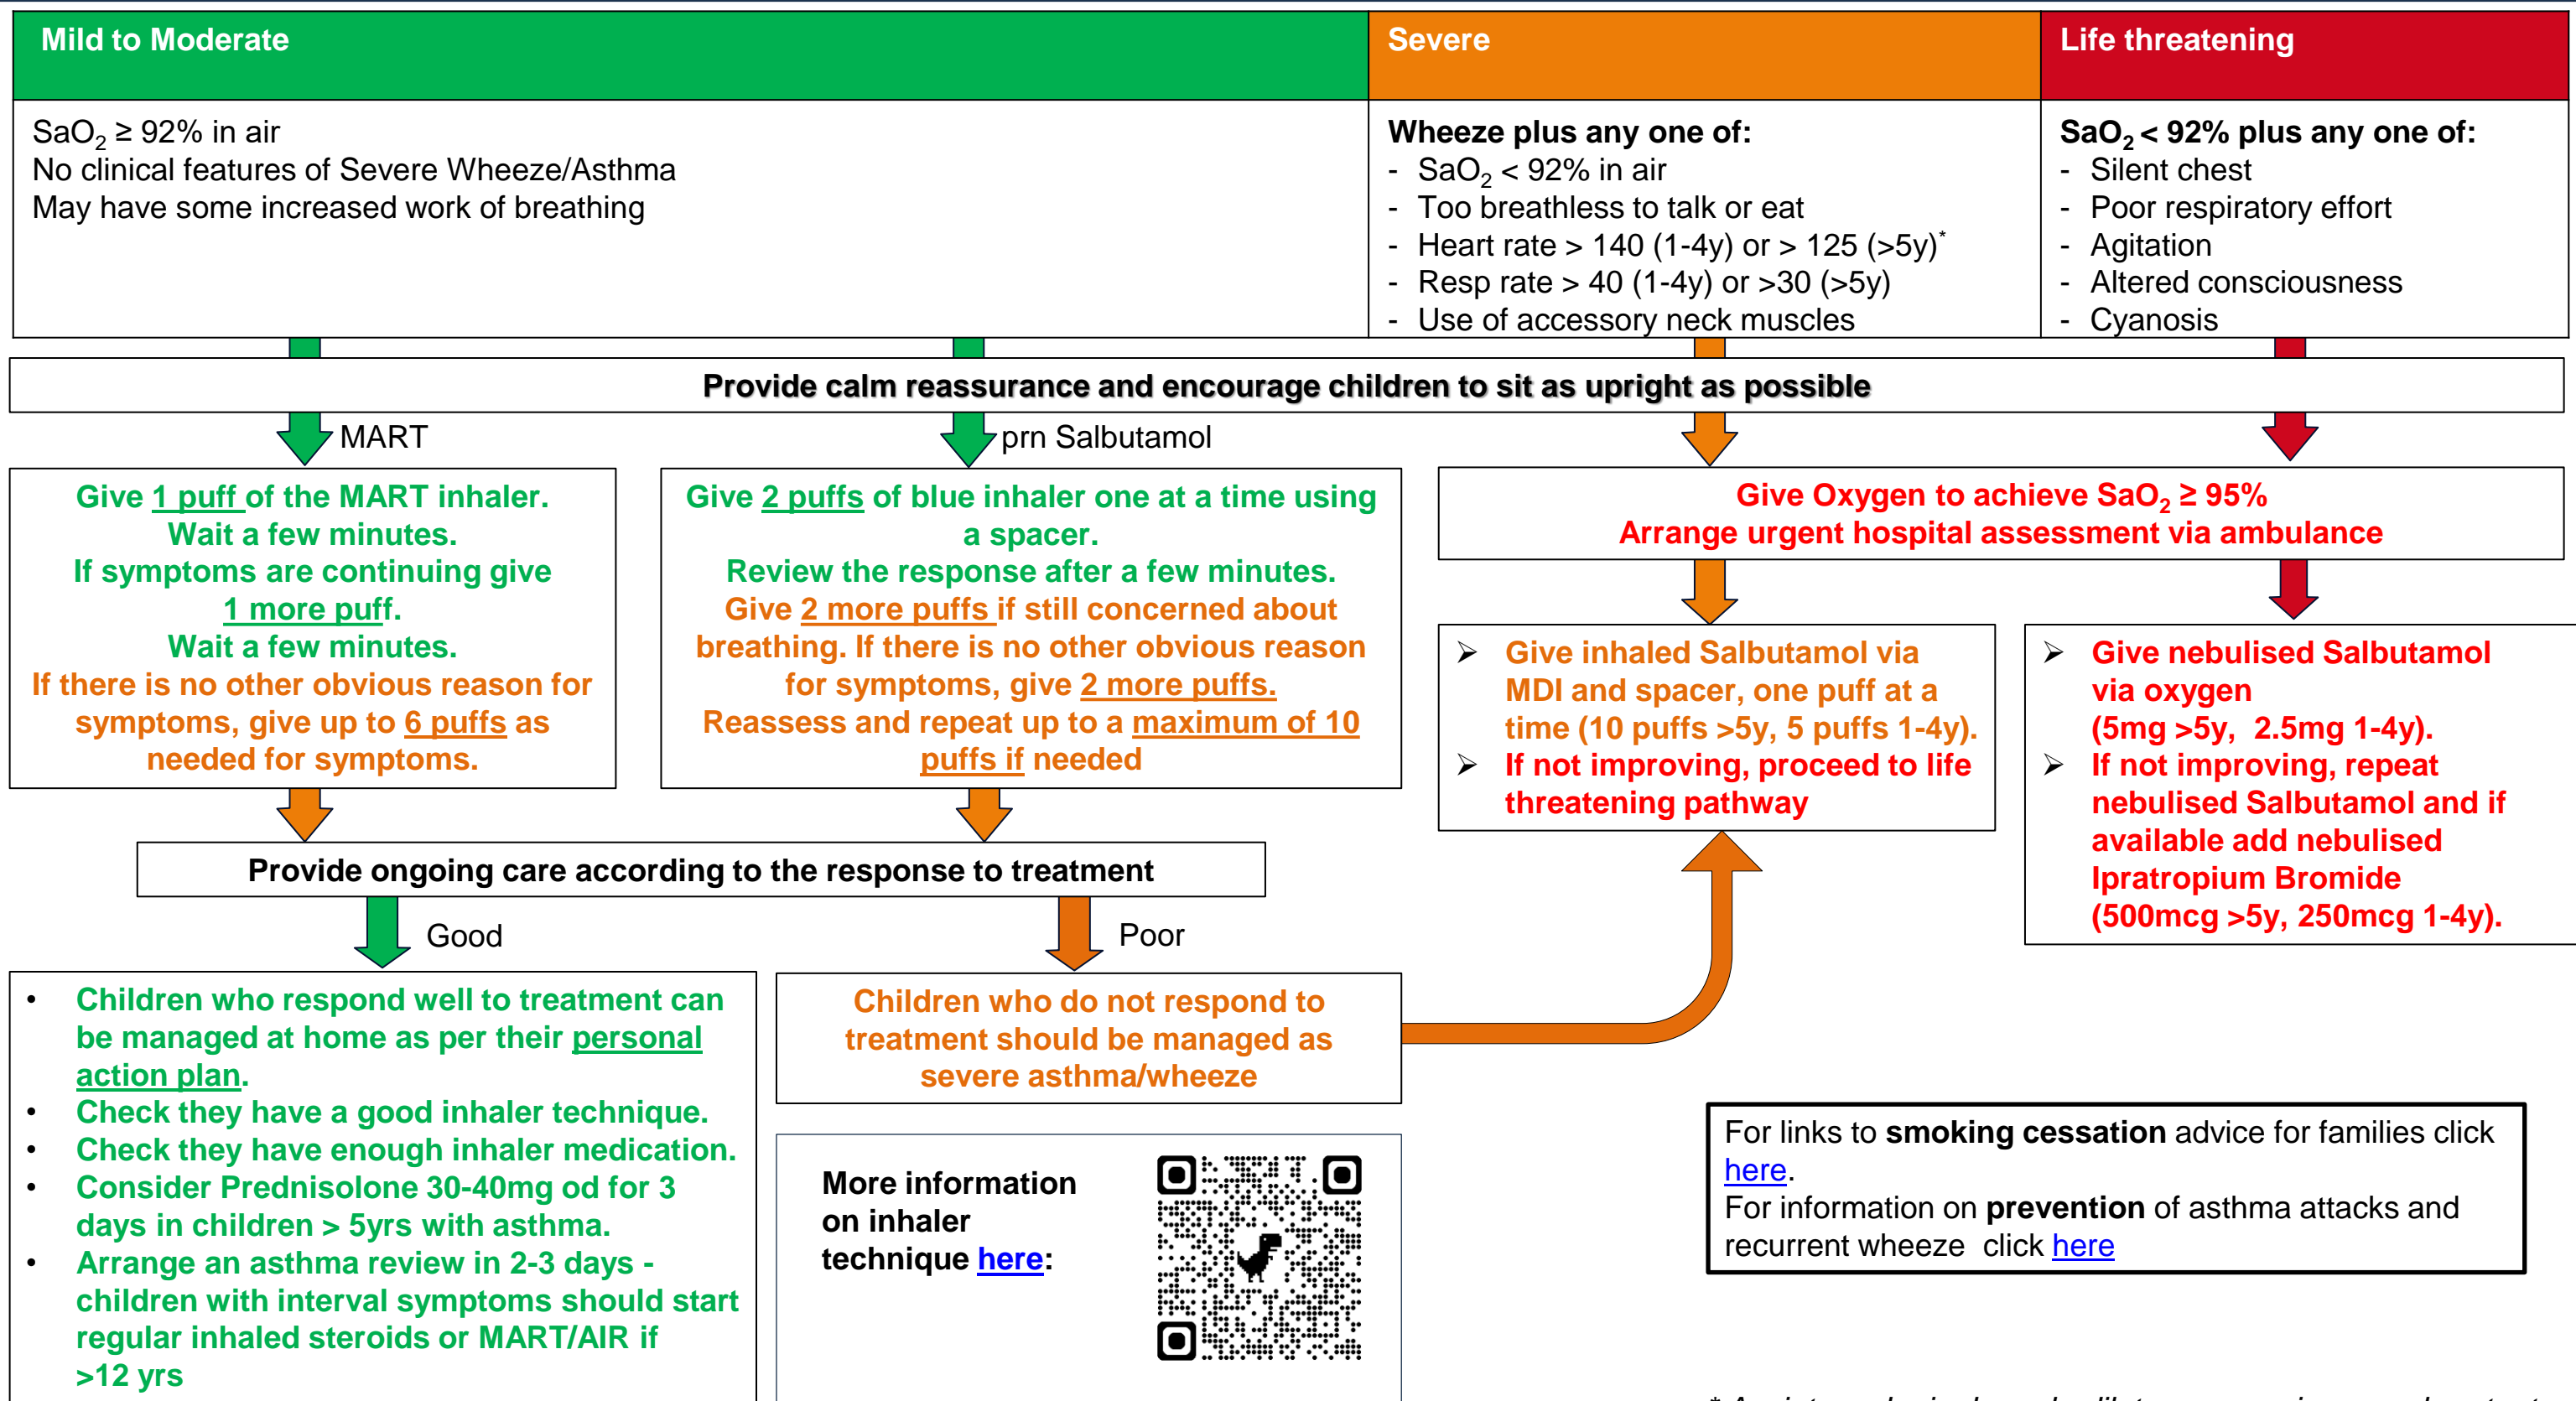 Mild to Moderate
Severe
Life threatening
SaO₂ ≥ 92% in air
No clinical features of Severe Wheeze/Asthma
May have some increased work of breathing
Wheeze plus any one of:
- SaO₂ < 92% in air
- Too breathless to talk or eat
- Heart rate > 140 (1-4y) or > 125 (>5y)*
- Resp rate > 40 (1-4y) or >30 (>5y)
- Use of accessory neck muscles
SaO₂ < 92% plus any one of:
- Silent chest
- Poor respiratory effort
- Agitation
- Altered consciousness
- Cyanosis
Provide calm reassurance and encourage children to sit as upright as possible
MART
prn Salbutamol
Give 1 puff of the MART inhaler.
Wait a few minutes.
If symptoms are continuing give
1 more puff.
Wait a few minutes.
If there is no other obvious reason for
symptoms, give up to 6 puffs as
needed for symptoms.
Give 2 puffs of blue inhaler one at a time using
a spacer.
Review the response after a few minutes.
Give 2 more puffs if still concerned about
breathing. If there is no other obvious reason
for symptoms, give 2 more puffs.
Reassess and repeat up to a maximum of 10
puffs if needed
Give Oxygen to achieve SaO₂ ≥ 95%
Arrange urgent hospital assessment via ambulance
➢ Give inhaled Salbutamol via
MDI and spacer, one puff at a
time (10 puffs >5y, 5 puffs 1-4y).
➢ If not improving, proceed to life
threatening pathway
➢ Give nebulised Salbutamol
via oxygen
(5mg >5y, 2.5mg 1-4y).
➢ If not improving, repeat
nebulised Salbutamol and if
available add nebulised
Ipratropium Bromide
(500mcg >5y, 250mcg 1-4y).
Provide ongoing care according to the response to treatment
Good
Poor
• Children who respond well to treatment can
be managed at home as per their personal
action plan.
• Check they have a good inhaler technique.
• Check they have enough inhaler medication.
• Consider Prednisolone 30-40mg od for 3
days in children > 5yrs with asthma.
• Arrange an asthma review in 2-3 days -
children with interval symptoms should start
regular inhaled steroids or MART/AIR if
>12 yrs
Children who do not respond to
treatment should be managed as
severe asthma/wheeze
More information
on inhaler
technique here:
For links to smoking cessation advice for families click
here.
For information on prevention of asthma attacks and
recurrent wheeze click here